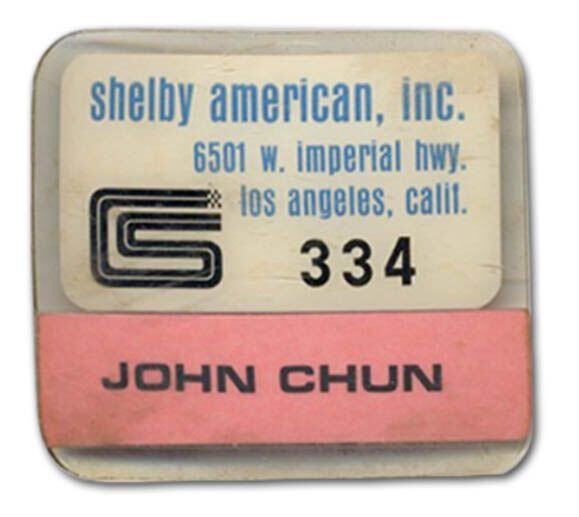 shelby american, inc.
6501 w. imperial hwy.
los angeles, calif.
334
JOHN CHUN